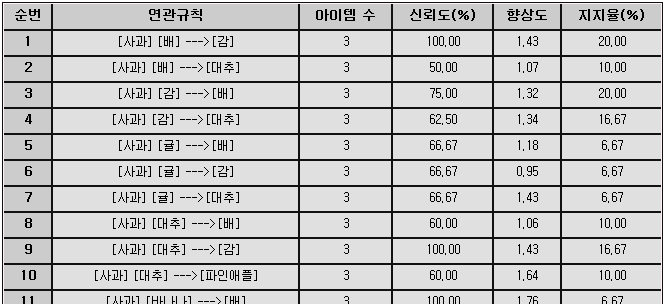 순번 연관규칙 아이템 수 신뢰도(%) 향상도 지지율(%)
1 [사과] [배] --->[감] 3 100.00 1.43 20.00
2 [사과] [배] --->[대추] 3 50.00 1.07 10.00
3 [사과] [감] --->[배] 3 75.00 1.32 20.00
4 [사과] [감] --->[대추] 3 62.50 1.34 16.67
5 [사과] [귤] --->[배] 3 66.67 1.18 6.67
6 [사과] [귤] --->[감] 3 66.67 0.95 6.67
7 [사과] [귤] --->[대추] 3 66.67 1.43 6.67
8 [사과] [대추] --->[배] 3 60.00 1.06 10.00
9 [사과] [대추] --->[감] 3 100.00 1.43 16.67
10 [사과] [대추] --->[파인애플] 3 60.00 1.64 10.00
11 [사과] [바나나] --->[배] 3 100.00 1.76 6.67